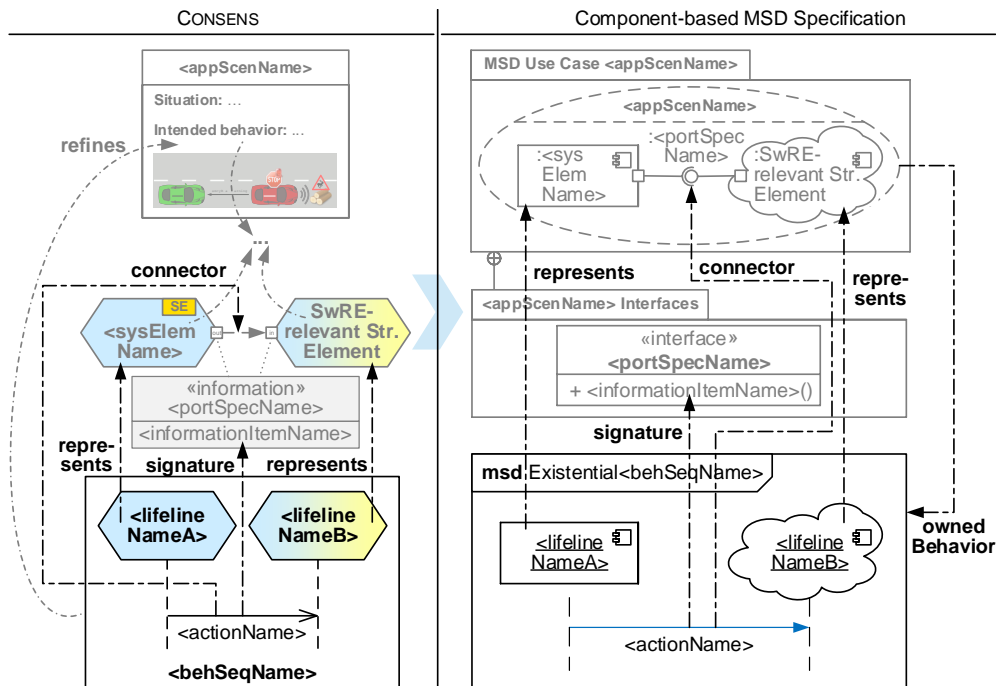 CONSENS
Component-based MSD Specification
<appScenName>
Situation: ...
Intended behavior: ...
STOP
refines
...
connector
SE
<sysElem
Name>
out
in
SwRE-
relevant Str.
Element
«information»
<portSpecName>
<informationItemName>
repre-
sents
signature
represents
<lifeline
NameA>
<lifeline
NameB>
<actionName>
<behSeqName>
MSD Use Case <appScenName>
<appScenName>
:<sys
Elem
Name>
:<portSpec
Name>
:SwRE-
relevant Str.
Element
represents
connector
repre-
sents
<appScenName> Interfaces
«interface»
<portSpecName>
+ <informationItemName>()
signature
msd Existential<behSeqName>
owned
Behavior
<lifeline
NameA>
<lifeline
NameB>
<actionName>